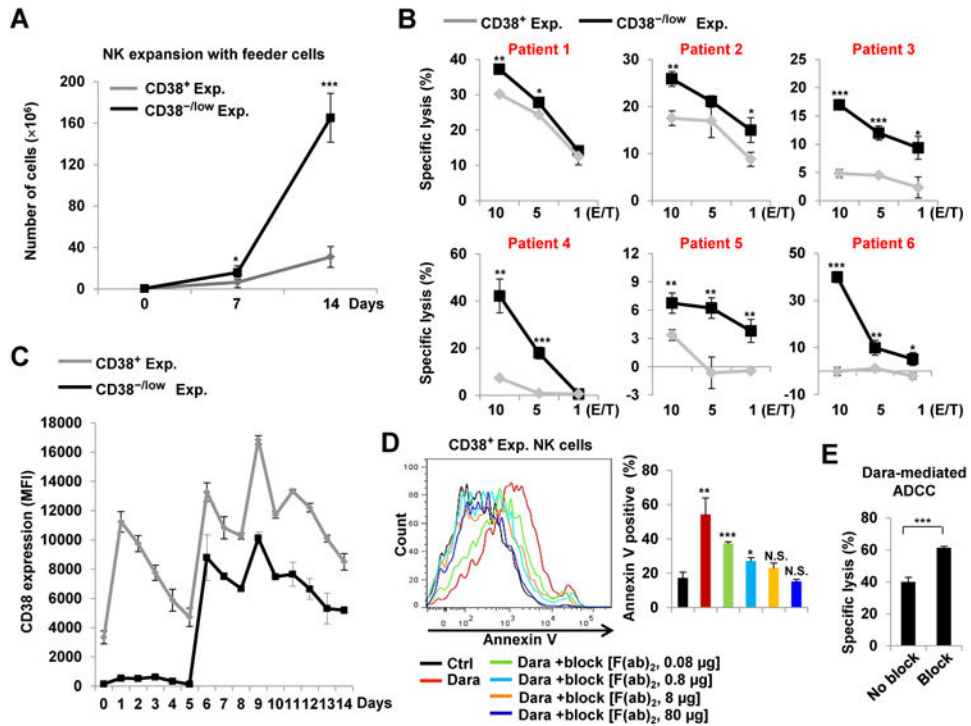 A
NK expansion with feeder cells
CD38⁺ Exp.
CD38⁻/ˡᵒʷ Exp.
Number of cells (×10⁶)
200
160
120
80
40
0
*
***
0 7 14 Days
B
CD38⁺ Exp.
CD38⁻/ˡᵒʷ Exp.
Patient 1
Specific lysis (%)
40
30
20
10
0
** *
10 5 1 (E/T)
Patient 2
30
20
10
0
** *
10 5 1 (E/T)
Patient 3
25
20
15
10
5
0
*** *** *
10 5 1 (E/T)
Patient 4
Specific lysis (%)
60
40
20
0
** ***
10 5 1 (E/T)
Patient 5
12
9
6
3
0
-3
** ** **
10 5 1 (E/T)
Patient 6
50
30
10
-10
*** ** *
10 5 1 (E/T)
C
CD38⁺ Exp.
CD38⁻/ˡᵒʷ Exp.
CD38 expression (MFI)
18000
16000
14000
12000
10000
8000
6000
4000
2000
0
0 1 2 3 4 5 6 7 8 9 10 11 12 13 14 Days
D
CD38⁺ Exp. NK cells
Count
100
80
60
40
20
0
0 10² 10³ 10⁴ 10⁵
Annexin V
Annexin V positive (%)
80
60
40
20
0
** *** * N.S. N.S.
Ctrl
Dara
Dara +block [F(ab)₂, 0.08 µg]
Dara +block [F(ab)₂, 0.8 µg]
Dara +block [F(ab)₂, 8 µg]
Dara +block [F(ab)₂, 80 µg]
E
Dara-mediated
ADCC
***
Specific lysis (%)
80
60
40
20
0
No block
Block